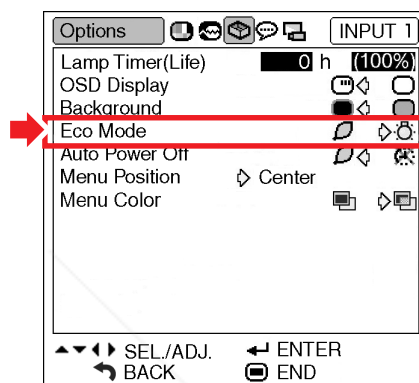 Options INPUT 1
Lamp Timer(Life) 0 h (100%)
OSD Display
Background
Eco Mode
Auto Power Off
Menu Position Center
Menu Color
SEL./ADJ. ENTER
BACK END